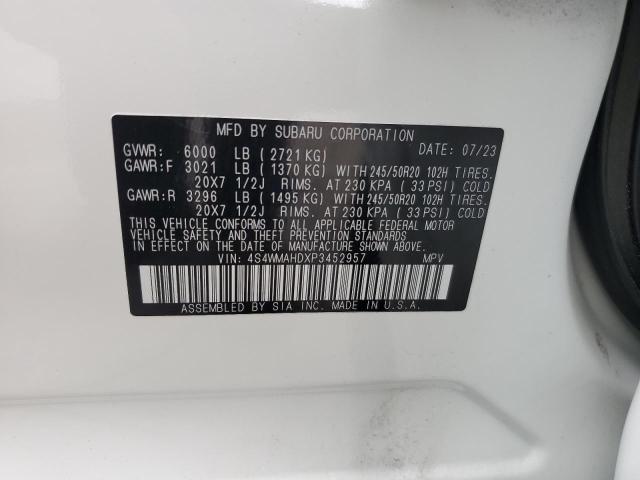 MFD BY SUBARU CORPORATION DATE: 07/23
GVWR: 6000 LB ( 2721 KG)
GAWR:F 3021 LB ( 1370 KG) WITH 245/50R20 102H TIRES.
20X7 1/2J RIMS. AT 230 KPA ( 33 PSI) COLD
GAWR:R 3296 LB ( 1495 KG) WITH 245/50R20 102H TIRES.
20X7 1/2J RIMS. AT 230 KPA ( 33 PSI) COLD
THIS VEHICLE CONFORMS TO ALL APPLICABLE FEDERAL MOTOR
VEHICLE SAFETY, BUMPER, AND THEFT PREVENTION STANDARDS
IN EFFECT ON THE DATE OF MANUFACTURE SHOWN ABOVE.
VIN: 4S4WMAHDXP3452957 MPV
ASSEMBLED BY SIA INC. MADE IN U.S.A.